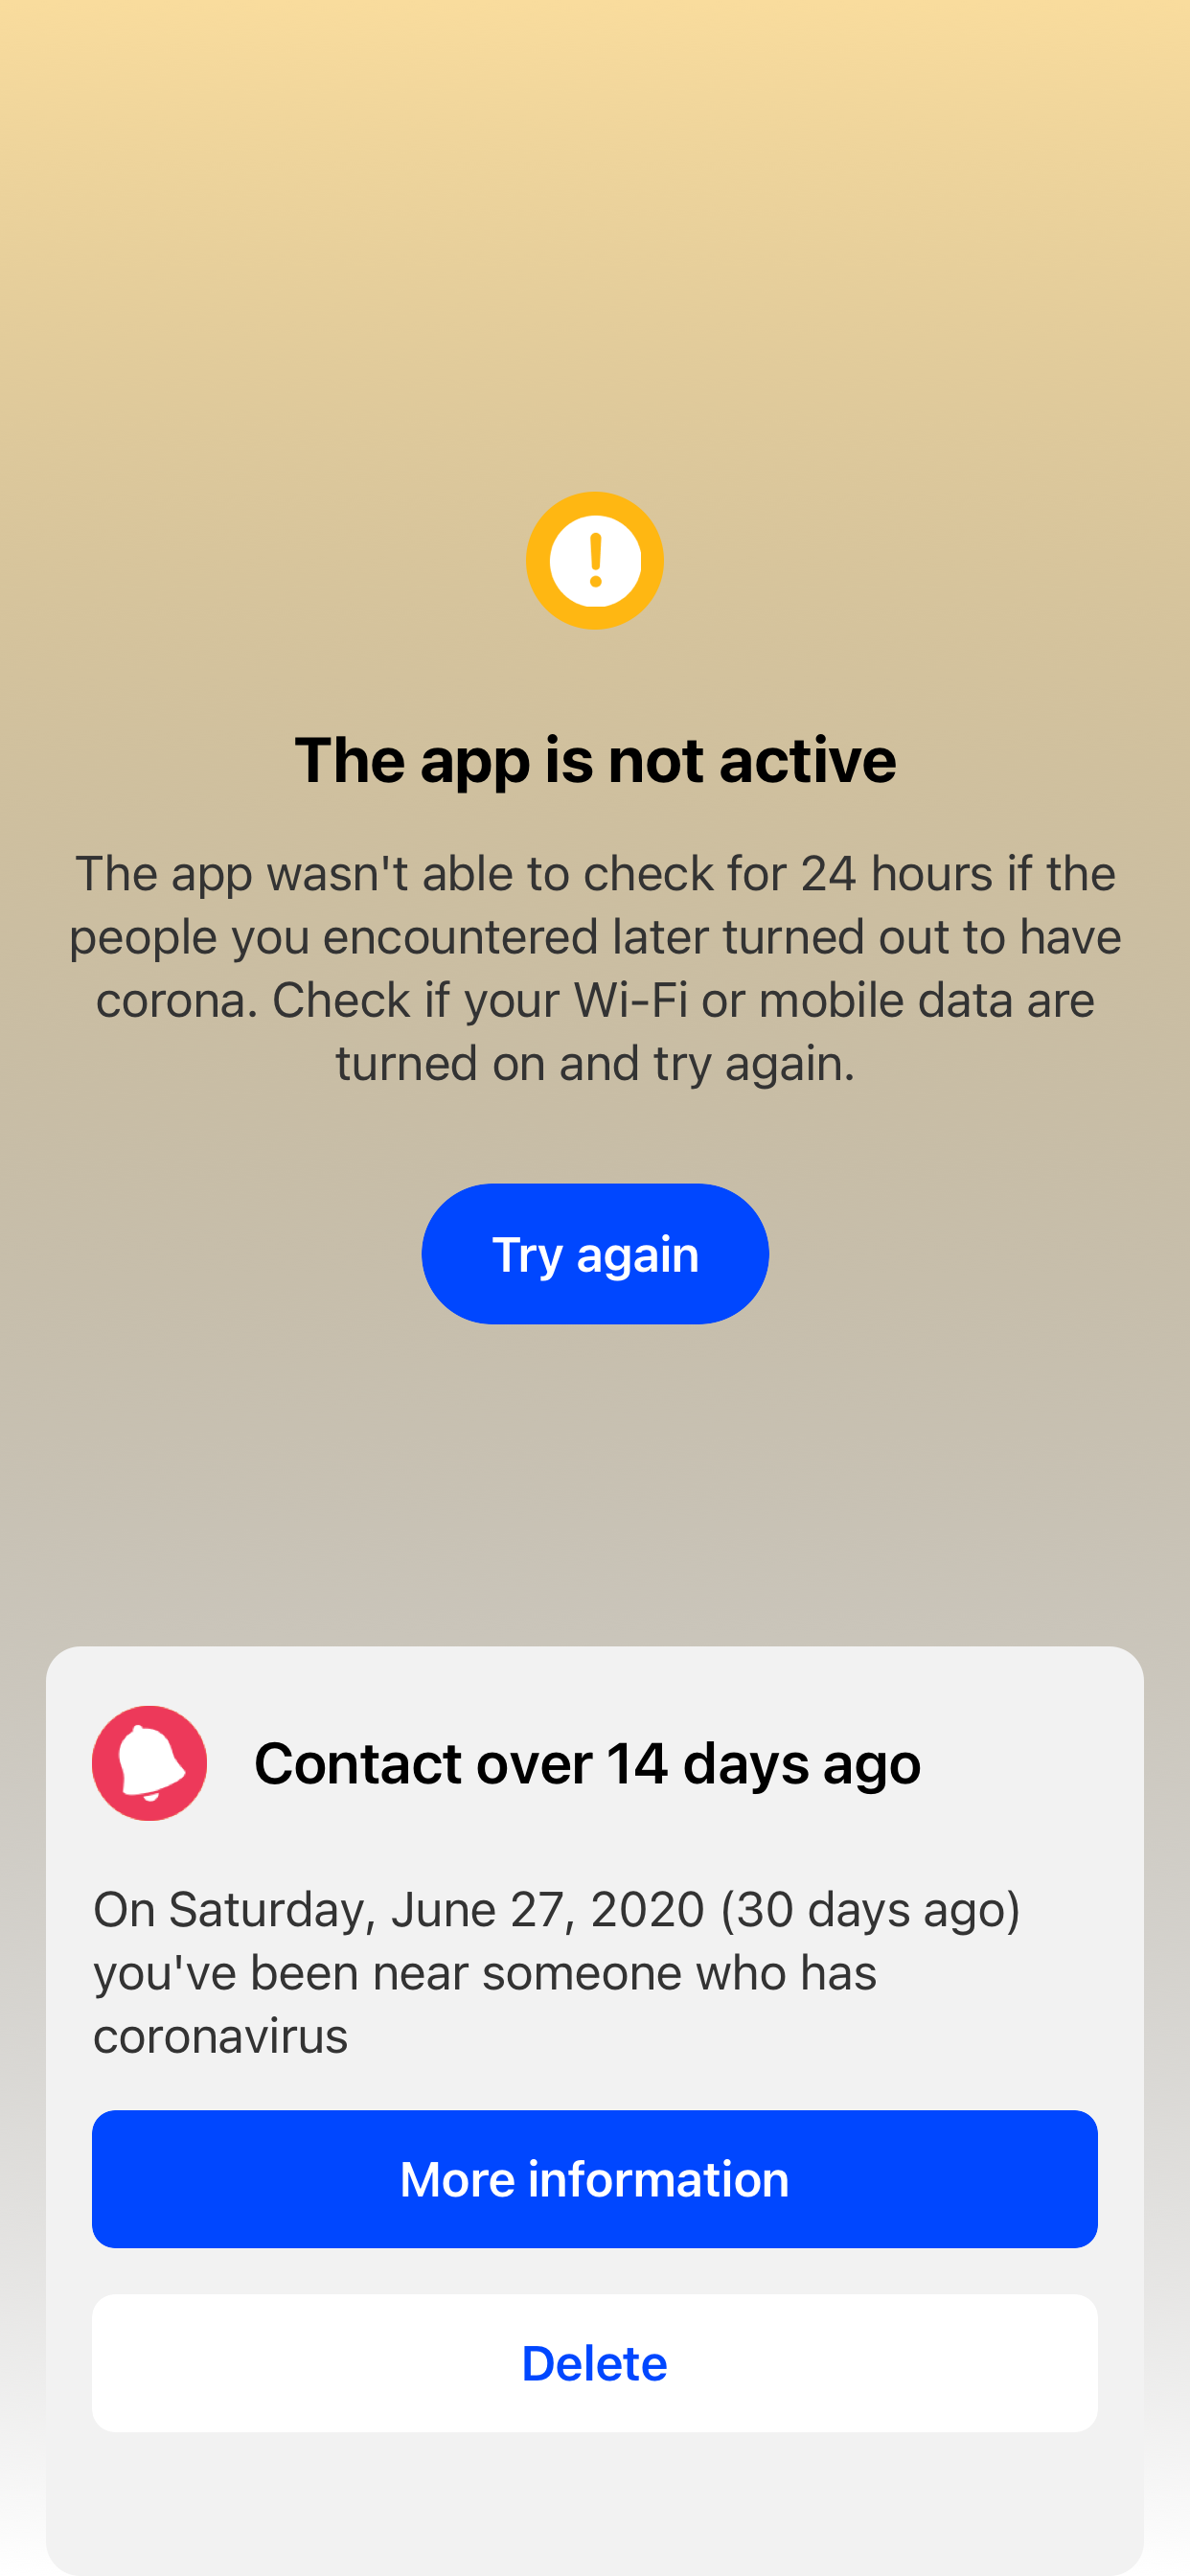 The app is not active
The app wasn't able to check for 24 hours if the
people you encountered later turned out to have
corona. Check if your Wi-Fi or mobile data are
turned on and try again.
Try again
Contact over 14 days ago
On Saturday, June 27, 2020 (30 days ago)
you've been near someone who has
coronavirus
More information
Delete